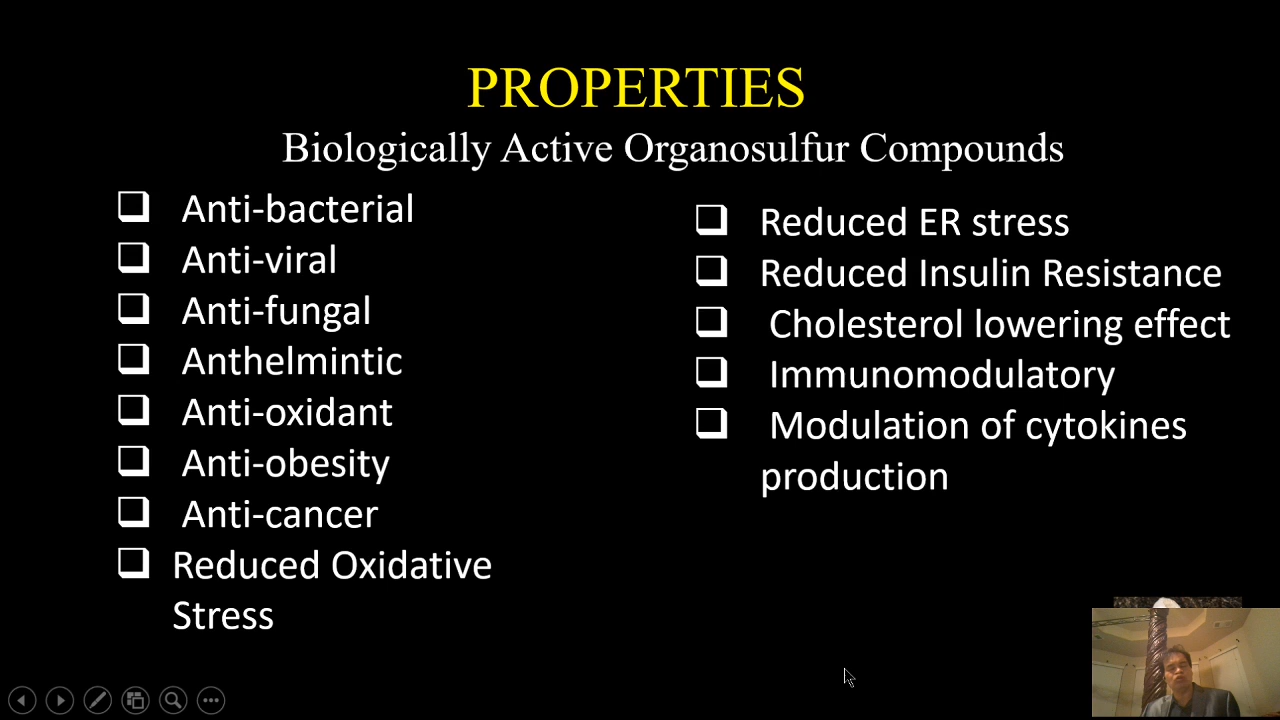 PROPERTIES
Biologically Active Organosulfur Compounds
Anti-bacterial
Anti-viral
Anti-fungal
Anthelmintic
Anti-oxidant
Anti-obesity
Anti-cancer
Reduced Oxidative
Stress
Reduced ER stress
Reduced Insulin Resistance
Cholesterol lowering effect
Immunomodulatory
Modulation of cytokines
production